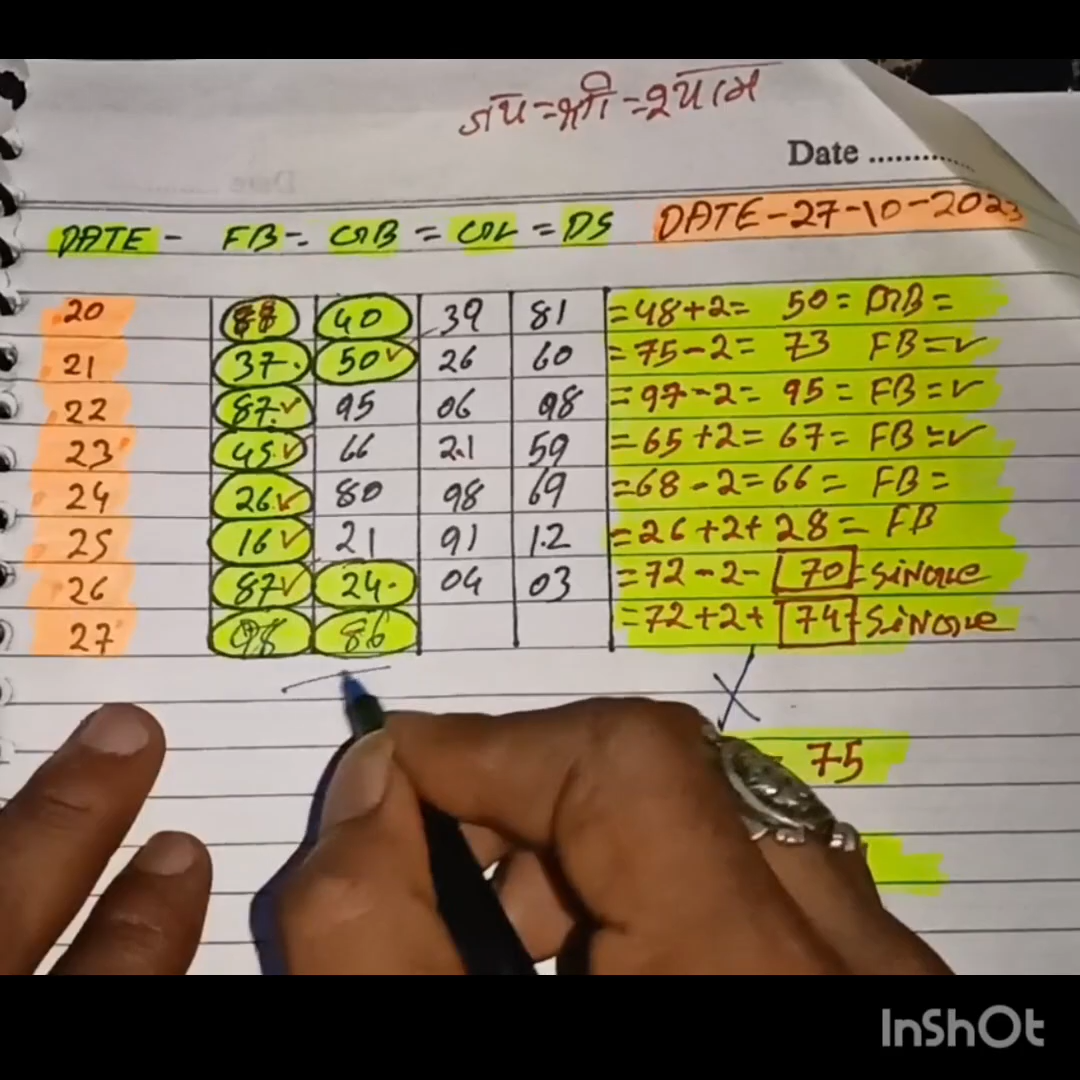 जय=श्री=श्याम
Date ..............
DATE - FB -. GB = GL = DS DATE-27-10-2023
20 88 40 39 81 =48+2= 50= GB=
21 37. 50✓ 26 60 =75-2= 73 FB=✓
22 87.✓ 95 06 98 =97-2= 95= FB=✓
23 45.✓ 66 2.1 59 =65+2= 67= FB=✓
24 26.✓ 80 98 69 =68-2=66= FB=
25 16✓ 21 91 1.2 =26+2+ 28= FB
26 87✓ 24. 04 03 =72-2- 70=SiNGLe
27 98 86 =72+2+ 74=SiNGLe
75
InShOt